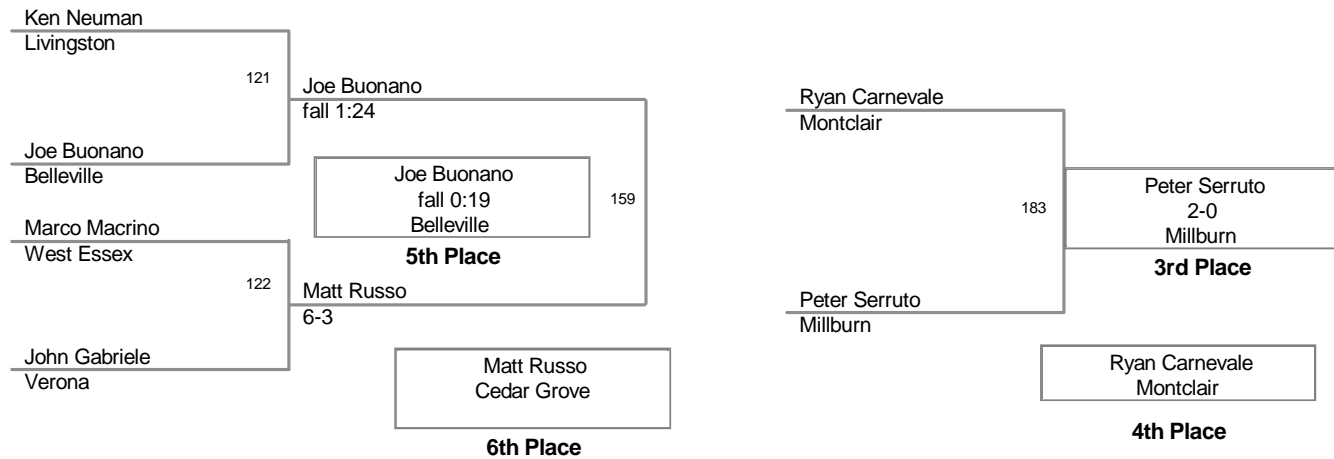 Ken Neuman
Livingston
121
Joe Buonano
fall 1:24
Joe Buonano
Belleville
Joe Buonano
fall 0:19
Belleville
5th Place
159
Marco Macrino
West Essex
122
Matt Russo
6-3
John Gabriele
Verona
Matt Russo
Cedar Grove
6th Place
Ryan Carnevale
Montclair
183
Peter Serruto
2-0
Millburn
3rd Place
Peter Serruto
Millburn
Ryan Carnevale
Montclair
4th Place